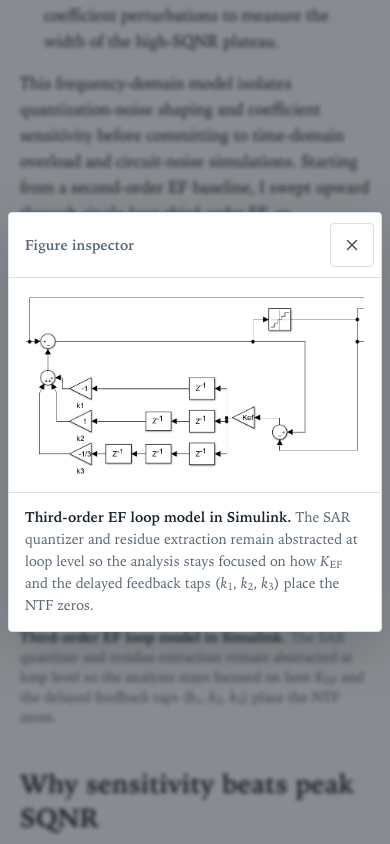 coefficient perturbations to measure the
width of the high-SQNR plateau.
This frequency-domain model isolates
quantization-noise shaping and coefficient
sensitivity before committing to time-domain
overload and circuit-noise simulations. Starting
from a second-order EF baseline, I swept upward
Figure inspector
×
-1
k1
z-1
1
k2
z-1
z-1
Kef
-1/3
k3
z-1
z-1
z-1
Third-order EF loop model in Simulink. The SAR
quantizer and residue extraction remain abstracted at
loop level so the analysis stays focused on how KEF
and the delayed feedback taps (k1, k2, k3) place the
NTF zeros.
Third-order EF loop model in Simulink. The SAR
quantizer and residue extraction remain abstracted at
loop level so the analysis stays focused on how KEF and
the delayed feedback taps (k1, k2, k3) place the NTF
zeros.
Why sensitivity beats peak
SQNR